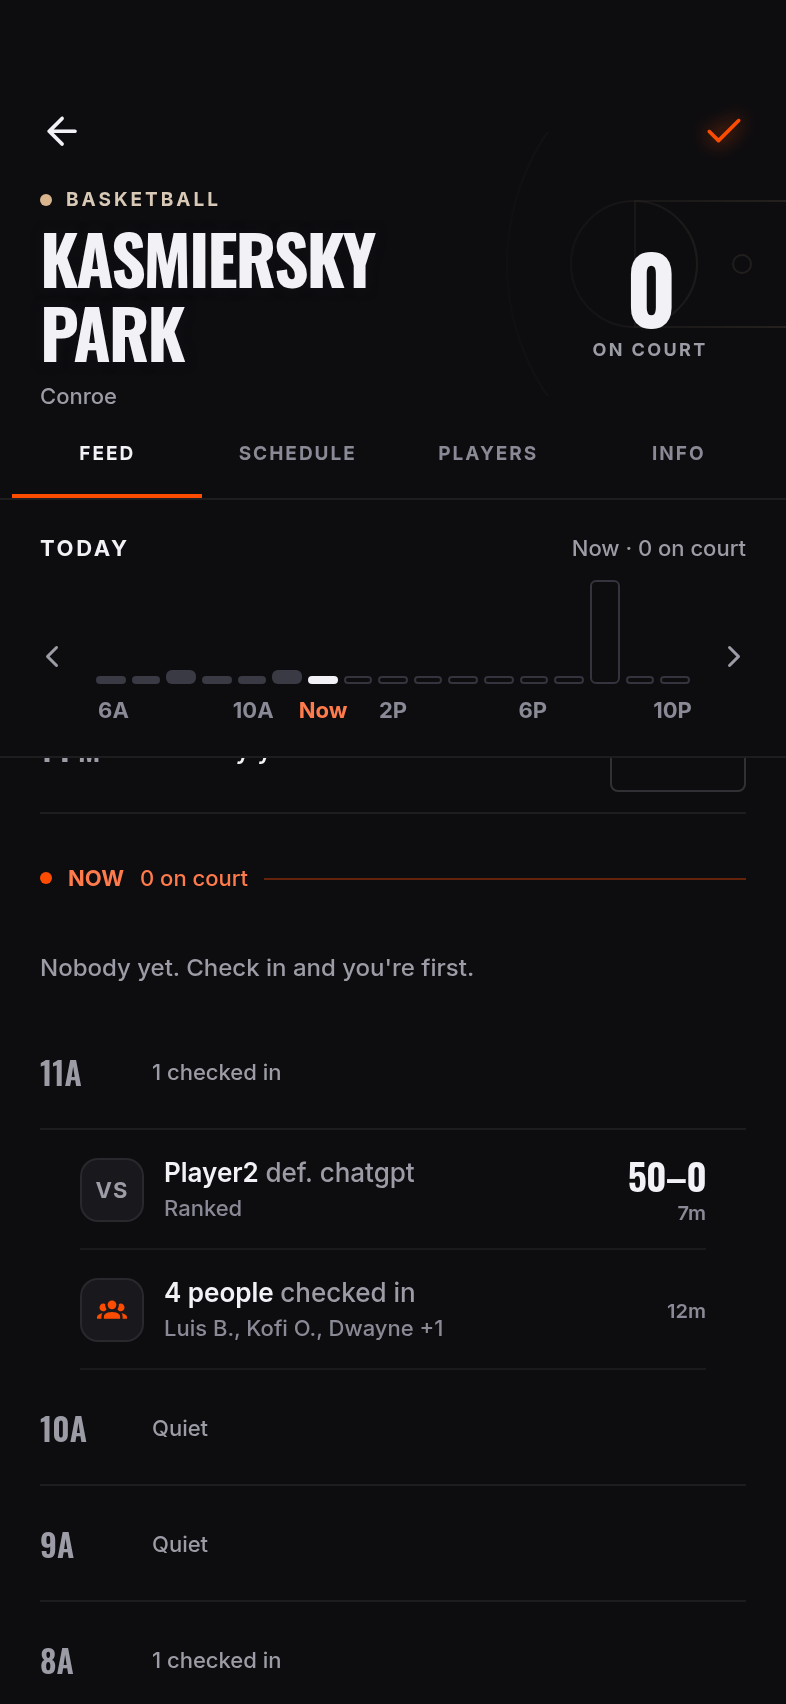 BASKETBALL
KASMIERSKY
PARK
Conroe
0
ON COURT
FEED SCHEDULE PLAYERS INFO
TODAY Now · 0 on court
6A 10A Now 2P 6P 10P
NOW 0 on court
Nobody yet. Check in and you're first.
11A 1 checked in
VS Player2 def. chatgpt 50–0
Ranked 7m
4 people checked in 12m
Luis B., Kofi O., Dwayne +1
10A Quiet
9A Quiet
8A 1 checked in